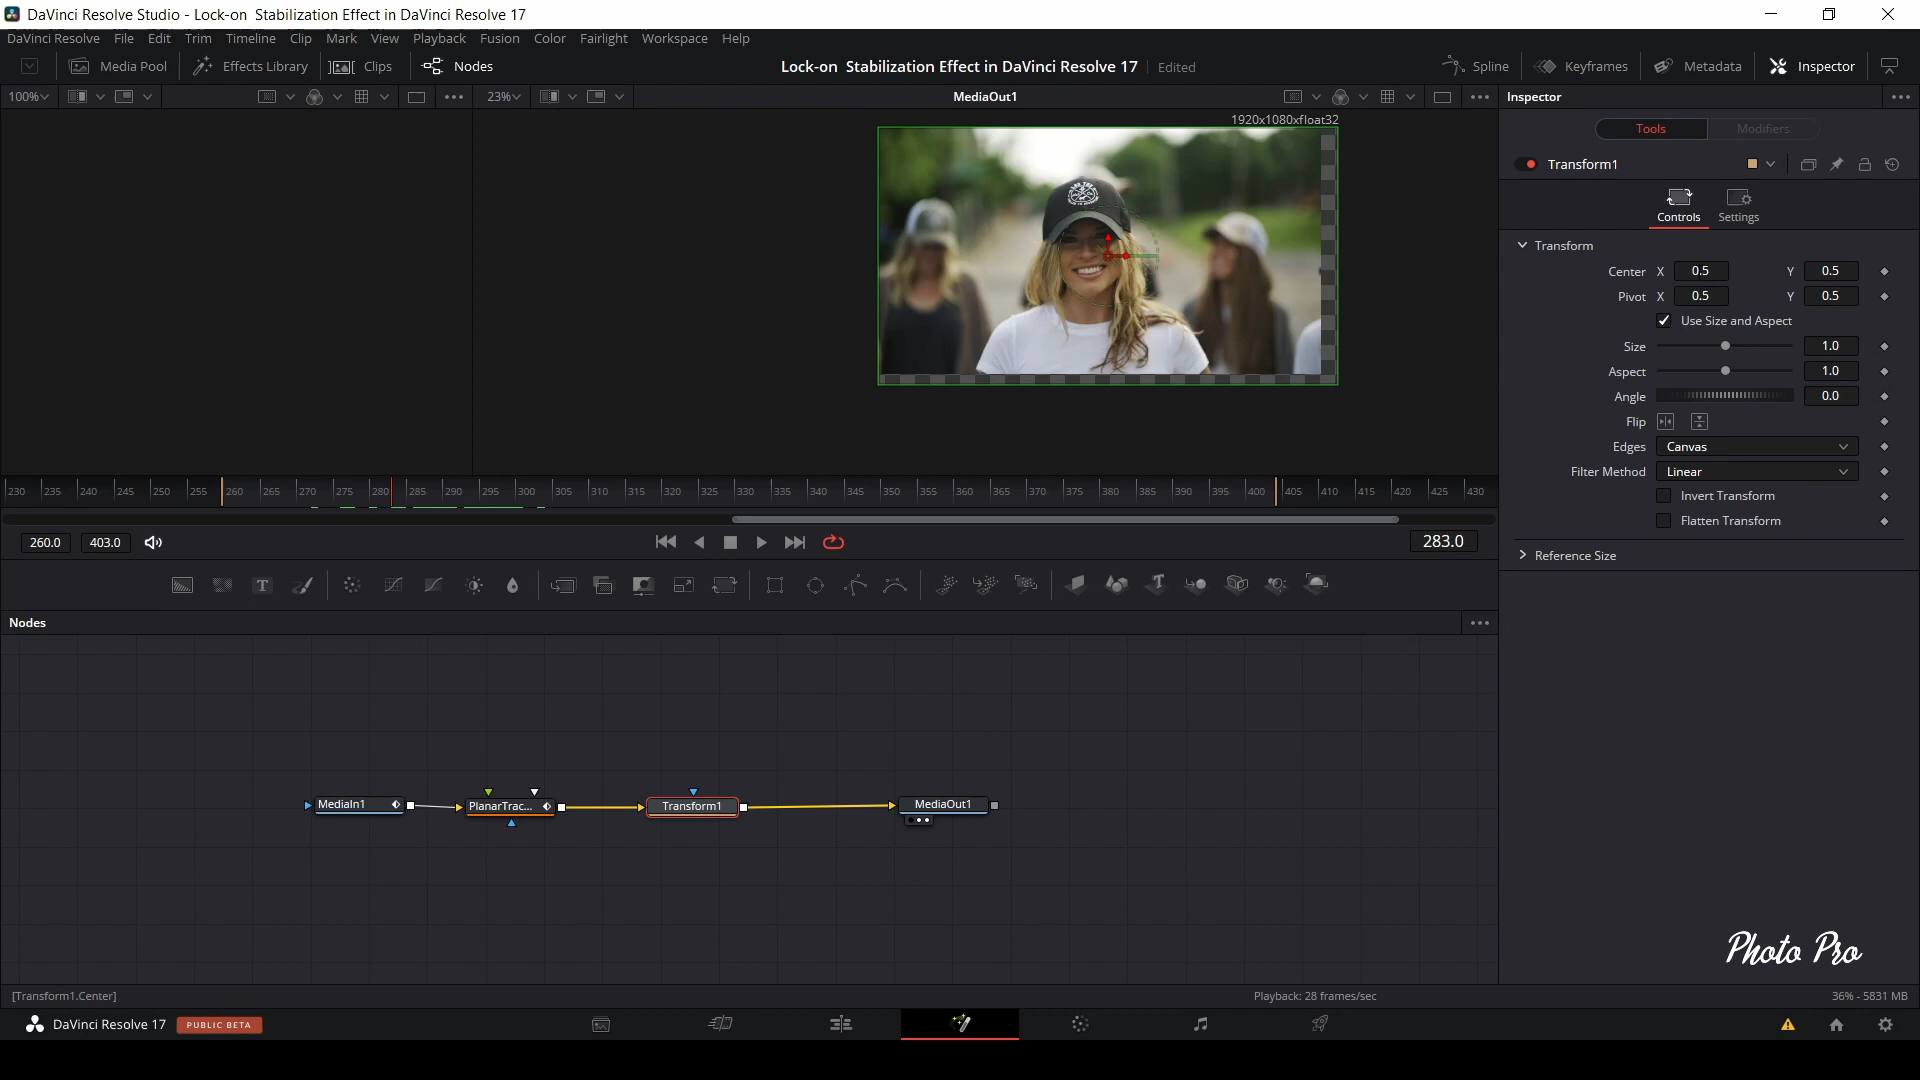 DaVinci Resolve Studio - Lock-on  Stabilization Effect in DaVinci Resolve 17
DaVinci Resolve File Edit Trim Timeline Clip Mark View Playback Fusion Color Fairlight Workspace Help
Media Pool Effects Library Clips Nodes Lock-on  Stabilization Effect in DaVinci Resolve 17 Edited Spline Keyframes Metadata Inspector
100% 23% MediaOut1 Inspector
1920x1080xfloat32
Tools Modifiers
Transform1
Controls Settings
Transform
Center X 0.5 Y 0.5
Pivot X 0.5 Y 0.5
Use Size and Aspect
Size 1.0
Aspect 1.0
Angle 0.0
Flip
Edges Canvas
Filter Method Linear
Invert Transform
Flatten Transform
Reference Size
230 235 240 245 250 255 260 265 270 275 280 285 290 295 300 305 310 315 320 325 330 335 340 345 350 355 360 365 370 375 380 385 390 395 400 405 410 415 420 425 430
260.0 403.0 283.0
T
Nodes
MediaIn1 PlanarTrac... Transform1 MediaOut1
Photo Pro
[Transform1.Center] Playback: 28 frames/sec 36% - 5831 MB
DaVinci Resolve 17 PUBLIC BETA